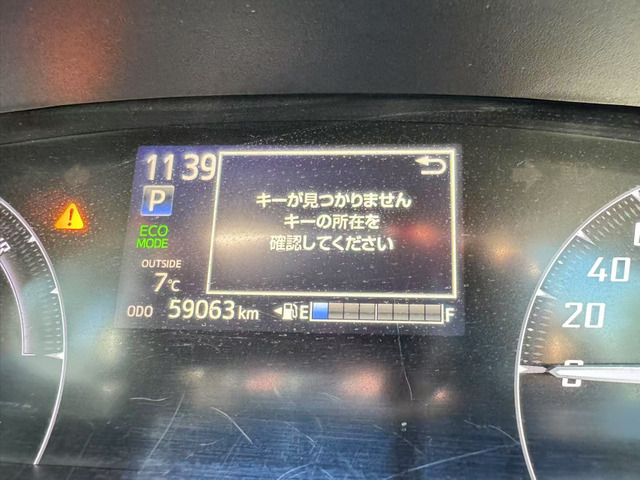 11 39
キーが見つかりません
キーの所在を
確認してください
P
ECO
MODE
OUTSIDE
7℃
ODO 59063 km
E F
40
20
0